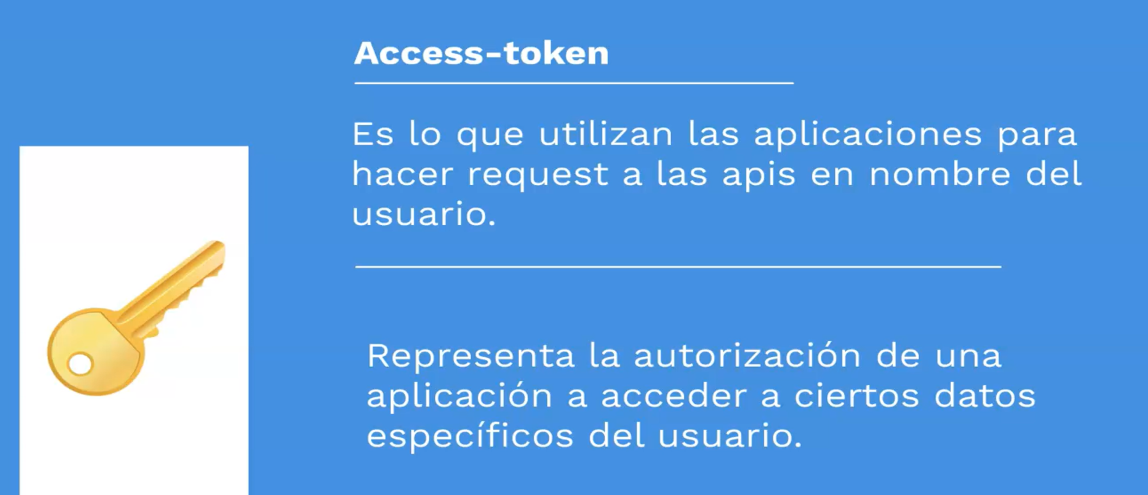 Access-token
Es lo que utilizan las aplicaciones para
hacer request a las apis en nombre del
usuario.
Representa la autorización de una
aplicación a acceder a ciertos datos
específicos del usuario.